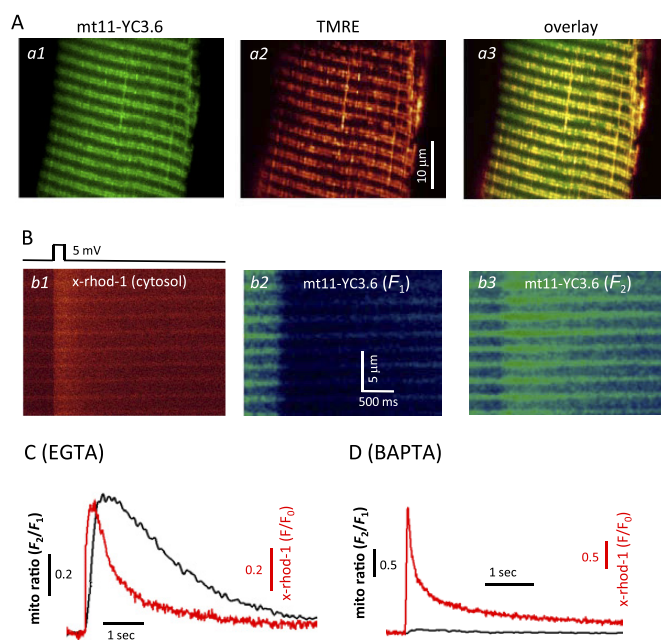 A
mt11-YC3.6
TMRE
overlay
a1
a2
a3
10 μm
B
5 mV
b1
x-rhod-1 (cytosol)
b2
mt11-YC3.6 (F1)
b3
mt11-YC3.6 (F2)
5 μm
500 ms
C (EGTA)
D (BAPTA)
mito ratio (F2/F1)
0.2
0.2
x-rhod-1 (F/F0)
1 sec
mito ratio (F2/F1)
0.5
1 sec
0.5
x-rhod-1 (F/F0)